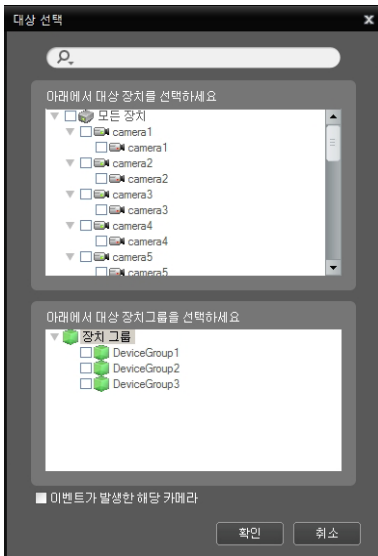 대상 선택
아래에서 대상 장치를 선택하세요
모든 장치
camera1
camera1
camera2
camera2
camera3
camera3
camera4
camera4
camera5
camera5
아래에서 대상 장치그룹을 선택하세요
장치 그룹
DeviceGroup1
DeviceGroup2
DeviceGroup3
이벤트가 발생한 해당 카메라
확인 취소